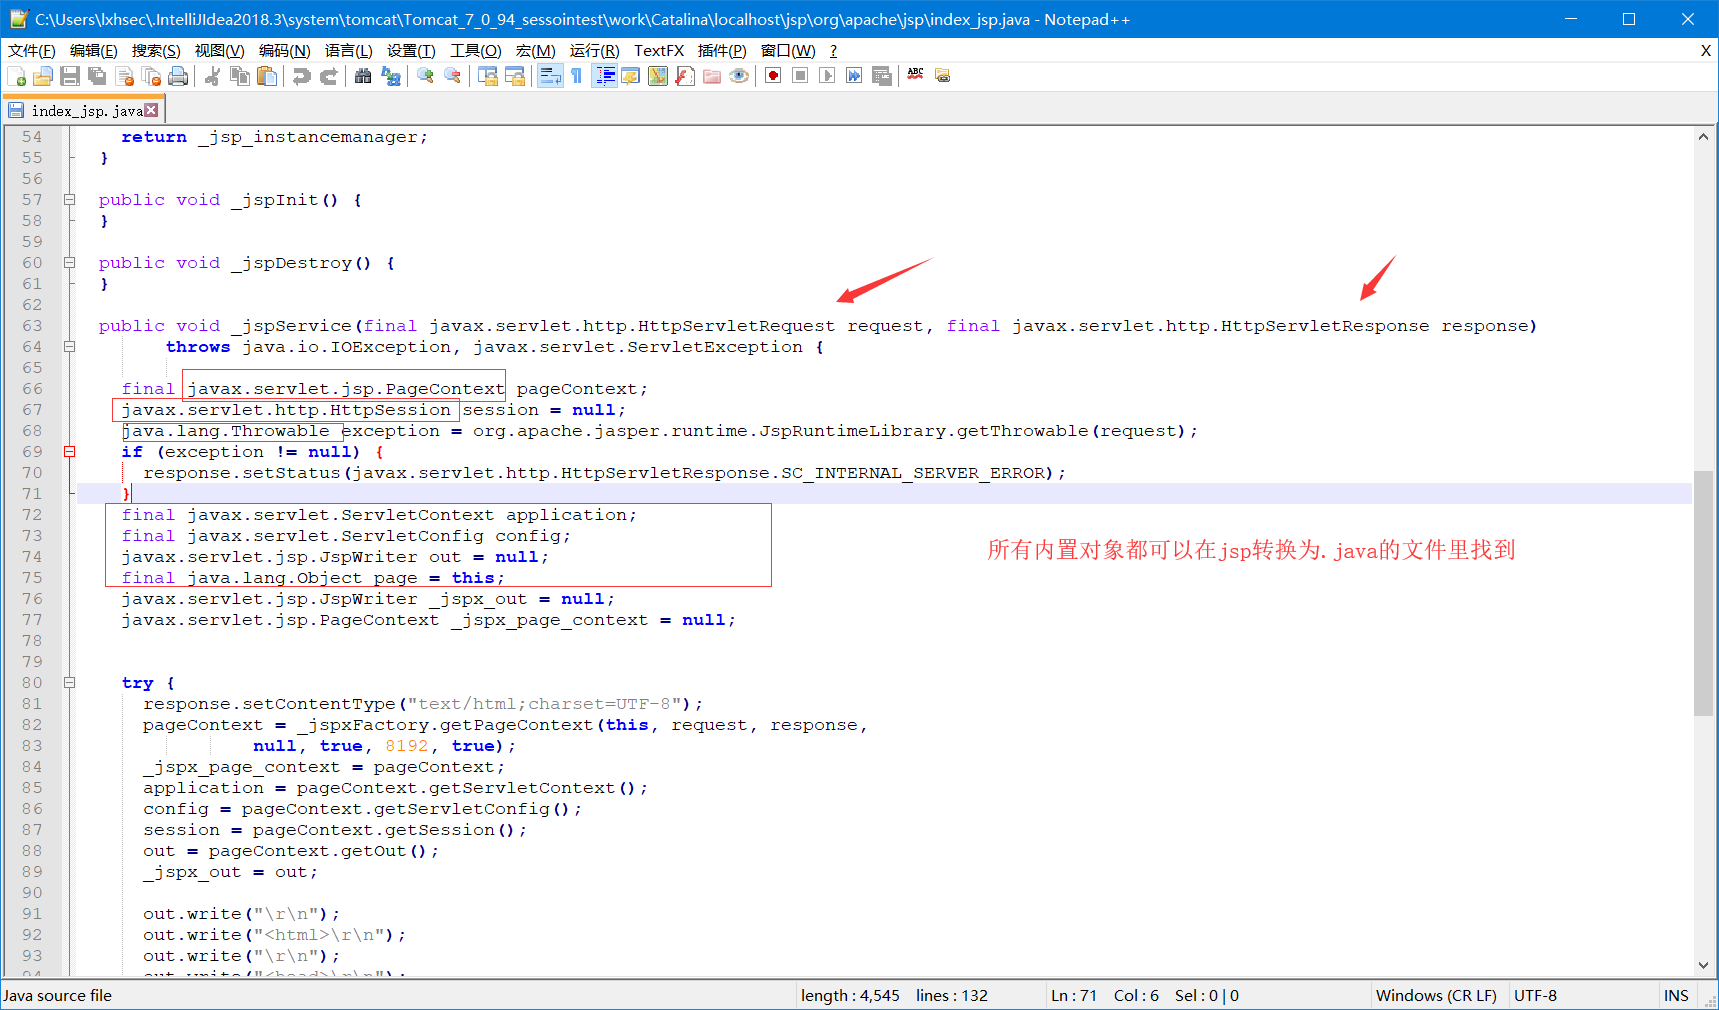 C:\Users\lxhsec\.IntelliJIdea2018.3\system\tomcat\Tomcat_7_0_94_sessointest\work\Catalina\localhost\jsp\org\apache\jsp\index_jsp.java - Notepad++
文件(F) 编辑(E) 搜索(S) 视图(V) 编码(N) 语言(L) 设置(T) 工具(O) 宏(M) 运行(R) TextFX 插件(P) 窗口(W) ? X
ABC
index_jsp.java
54 return _jsp_instancemanager;
55 }
56
57 public void _jspInit() {
58 }
59
60 public void _jspDestroy() {
61 }
62
63 public void _jspService(final javax.servlet.http.HttpServletRequest request, final javax.servlet.http.HttpServletResponse response)
64 throws java.io.IOException, javax.servlet.ServletException {
65
66 final javax.servlet.jsp.PageContext pageContext;
67 javax.servlet.http.HttpSession session = null;
68 java.lang.Throwable exception = org.apache.jasper.runtime.JspRuntimeLibrary.getThrowable(request);
69 if (exception != null) {
70 response.setStatus(javax.servlet.http.HttpServletResponse.SC_INTERNAL_SERVER_ERROR);
71 }
72 final javax.servlet.ServletContext application;
73 final javax.servlet.ServletConfig config;
74 javax.servlet.jsp.JspWriter out = null;
所有内置对象都可以在jsp转换为.java的文件里找到
75 final java.lang.Object page = this;
76 javax.servlet.jsp.JspWriter _jspx_out = null;
77 javax.servlet.jsp.PageContext _jspx_page_context = null;
78
79
80 try {
81 response.setContentType("text/html;charset=UTF-8");
82 pageContext = _jspxFactory.getPageContext(this, request, response,
83 null, true, 8192, true);
84 _jspx_page_context = pageContext;
85 application = pageContext.getServletContext();
86 config = pageContext.getServletConfig();
87 session = pageContext.getSession();
88 out = pageContext.getOut();
89 _jspx_out = out;
90
91 out.write("\r\n");
92 out.write("<html>\r\n");
93 out.write("\r\n");
94 out.write("<head>\r\n");
Java source file length : 4,545 lines : 132 Ln : 71 Col : 6 Sel : 0 | 0 Windows (CR LF) UTF-8 INS